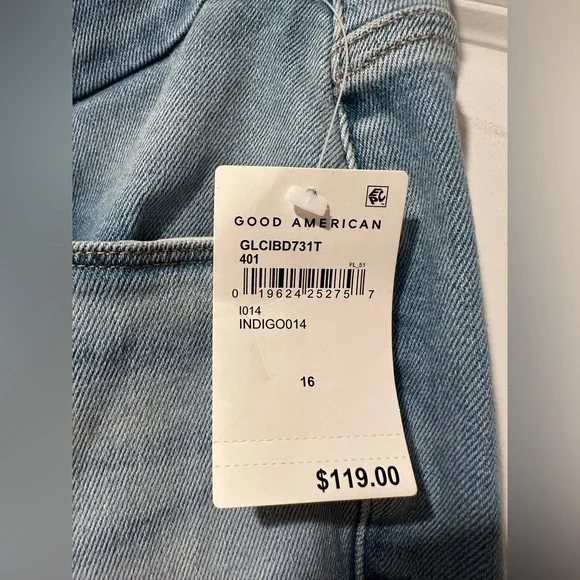 GOOD AMERICAN
GLCIBD731T
401
FL_51
0 19624 25275 7
I014
INDIGO014
16
$119.00